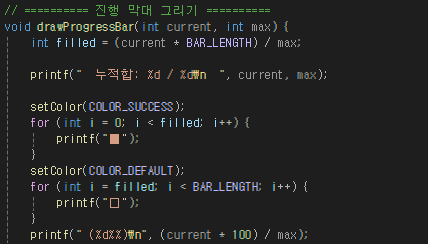 // ========== 진행 막대 그리기 ==========
void drawProgressBar(int current, int max) {
    int filled = (current * BAR_LENGTH) / max;

    printf("  누적합: %d / %d₩n  ", current, max);

    setColor(COLOR_SUCCESS);
    for (int i = 0; i < filled; i++) {
        printf("■");
    }
    setColor(COLOR_DEFAULT);
    for (int i = filled; i < BAR_LENGTH; i++) {
        printf("□");
    }
    printf(" (%d%%)₩n", (current * 100) / max);